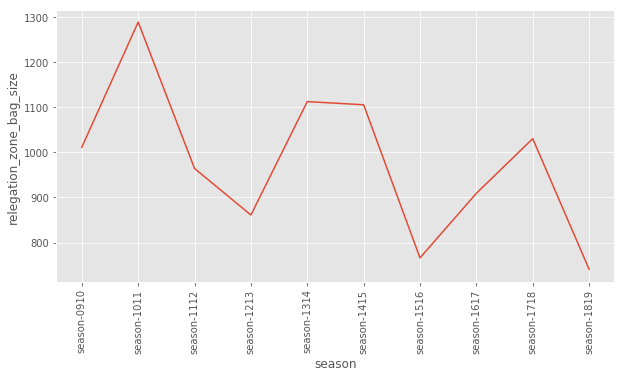 relegation_zone_bag_size
1300
1200
1100
1000
900
800
season-0910
season-1011
season-1112
season-1213
season-1314
season-1415
season-1516
season-1617
season-1718
season-1819
season